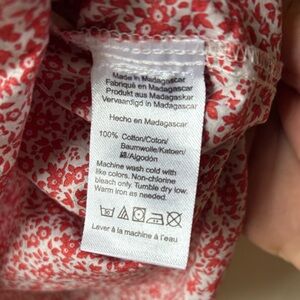 Made in Madagascar
Fabriqué en Madagascar
Produkt aus Madagaskar
Vervaardigd in Madagascar
Hecho en Madagascar
100% Cotton/Coton/
Baumwolle/Katoen/
棉/Algodón
Machine wash cold with
like colors. Non-chlorine
bleach only. Tumble dry low.
Warm iron as needed.
Laver à la machine à l'eau